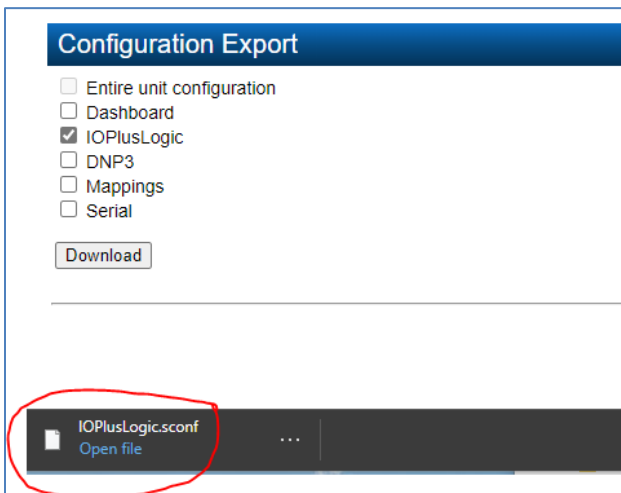 Configuration Export
Entire unit configuration
Dashboard
IOPlusLogic
DNP3
Mappings
Serial
Download
IOPlusLogic.sconf
Open file
...